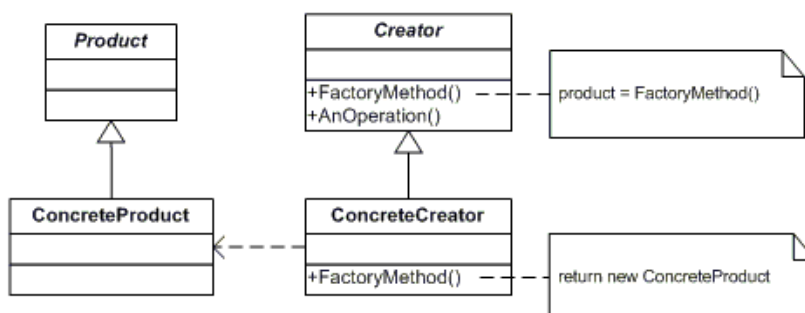 Product
Creator
+FactoryMethod()
+AnOperation()
product = FactoryMethod()
ConcreteProduct
ConcreteCreator
+FactoryMethod()
return new ConcreteProduct